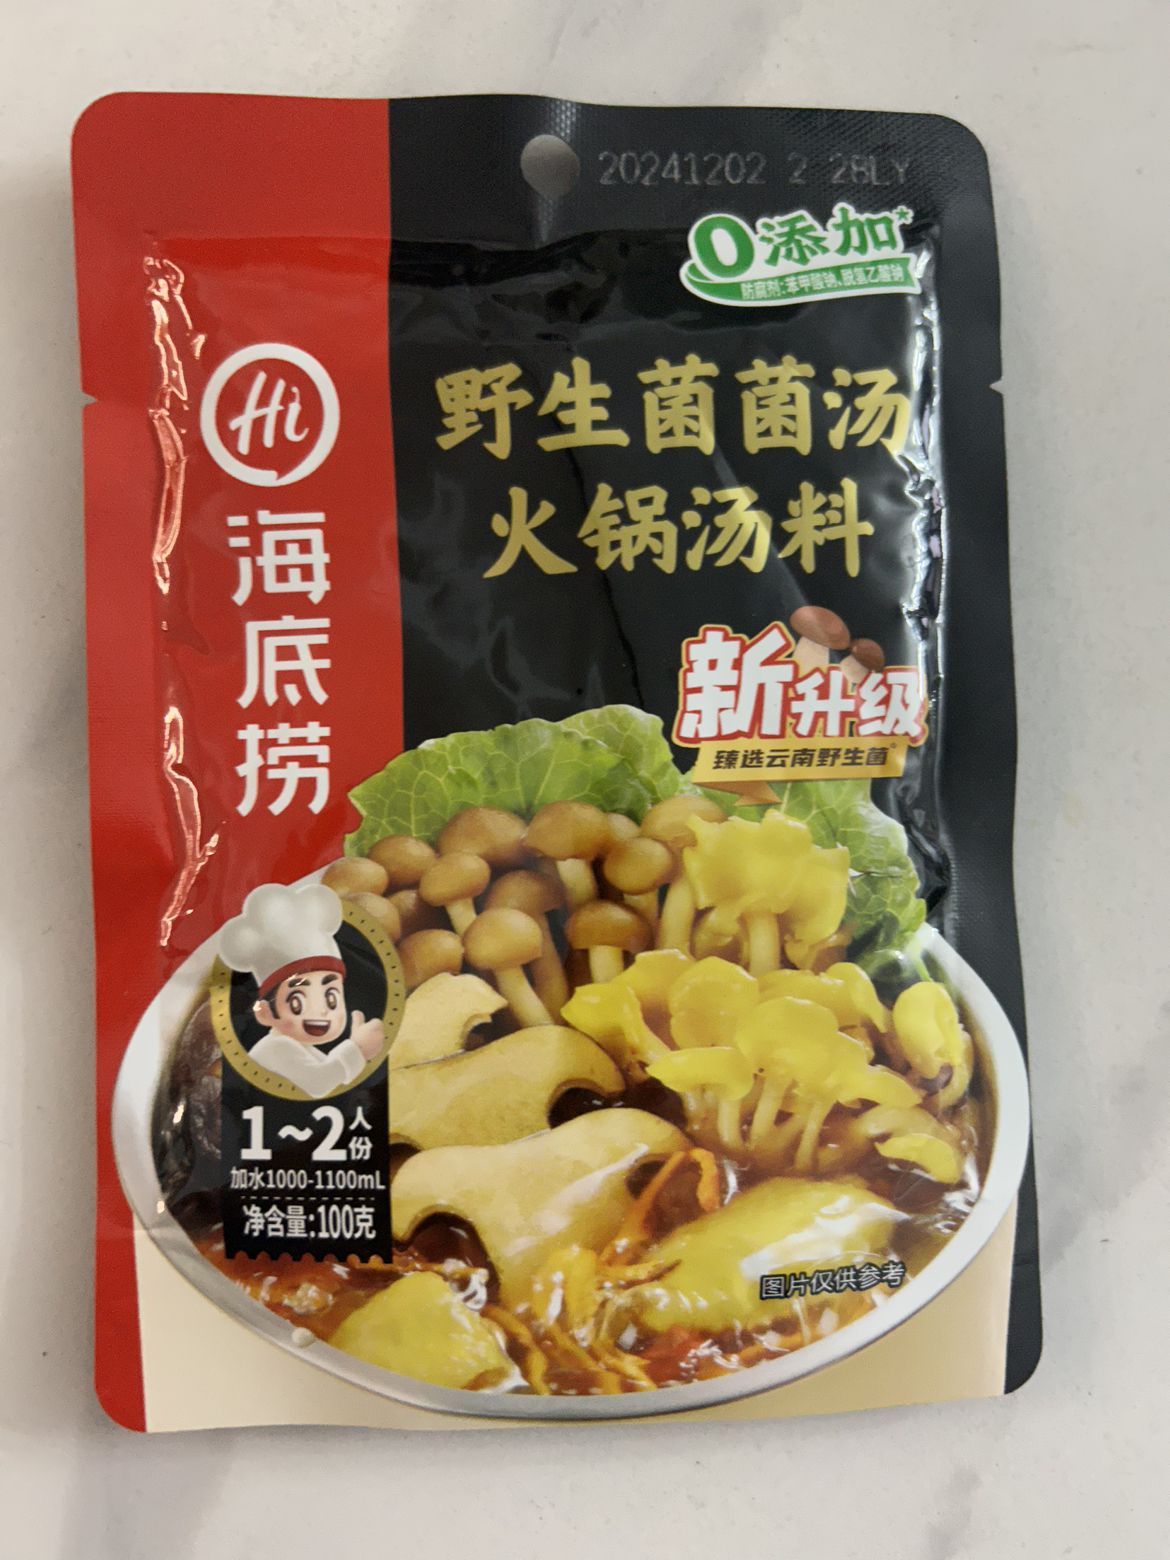 20241202 2 28LY
0添加*
防腐剂:苯甲酸钠、脱氢乙酸钠
Hi
海底捞
野生菌菌汤
火锅汤料
新升级
臻选云南野生菌°
1~2人份
加水1000-1100mL
净含量:100克
图片仅供参考